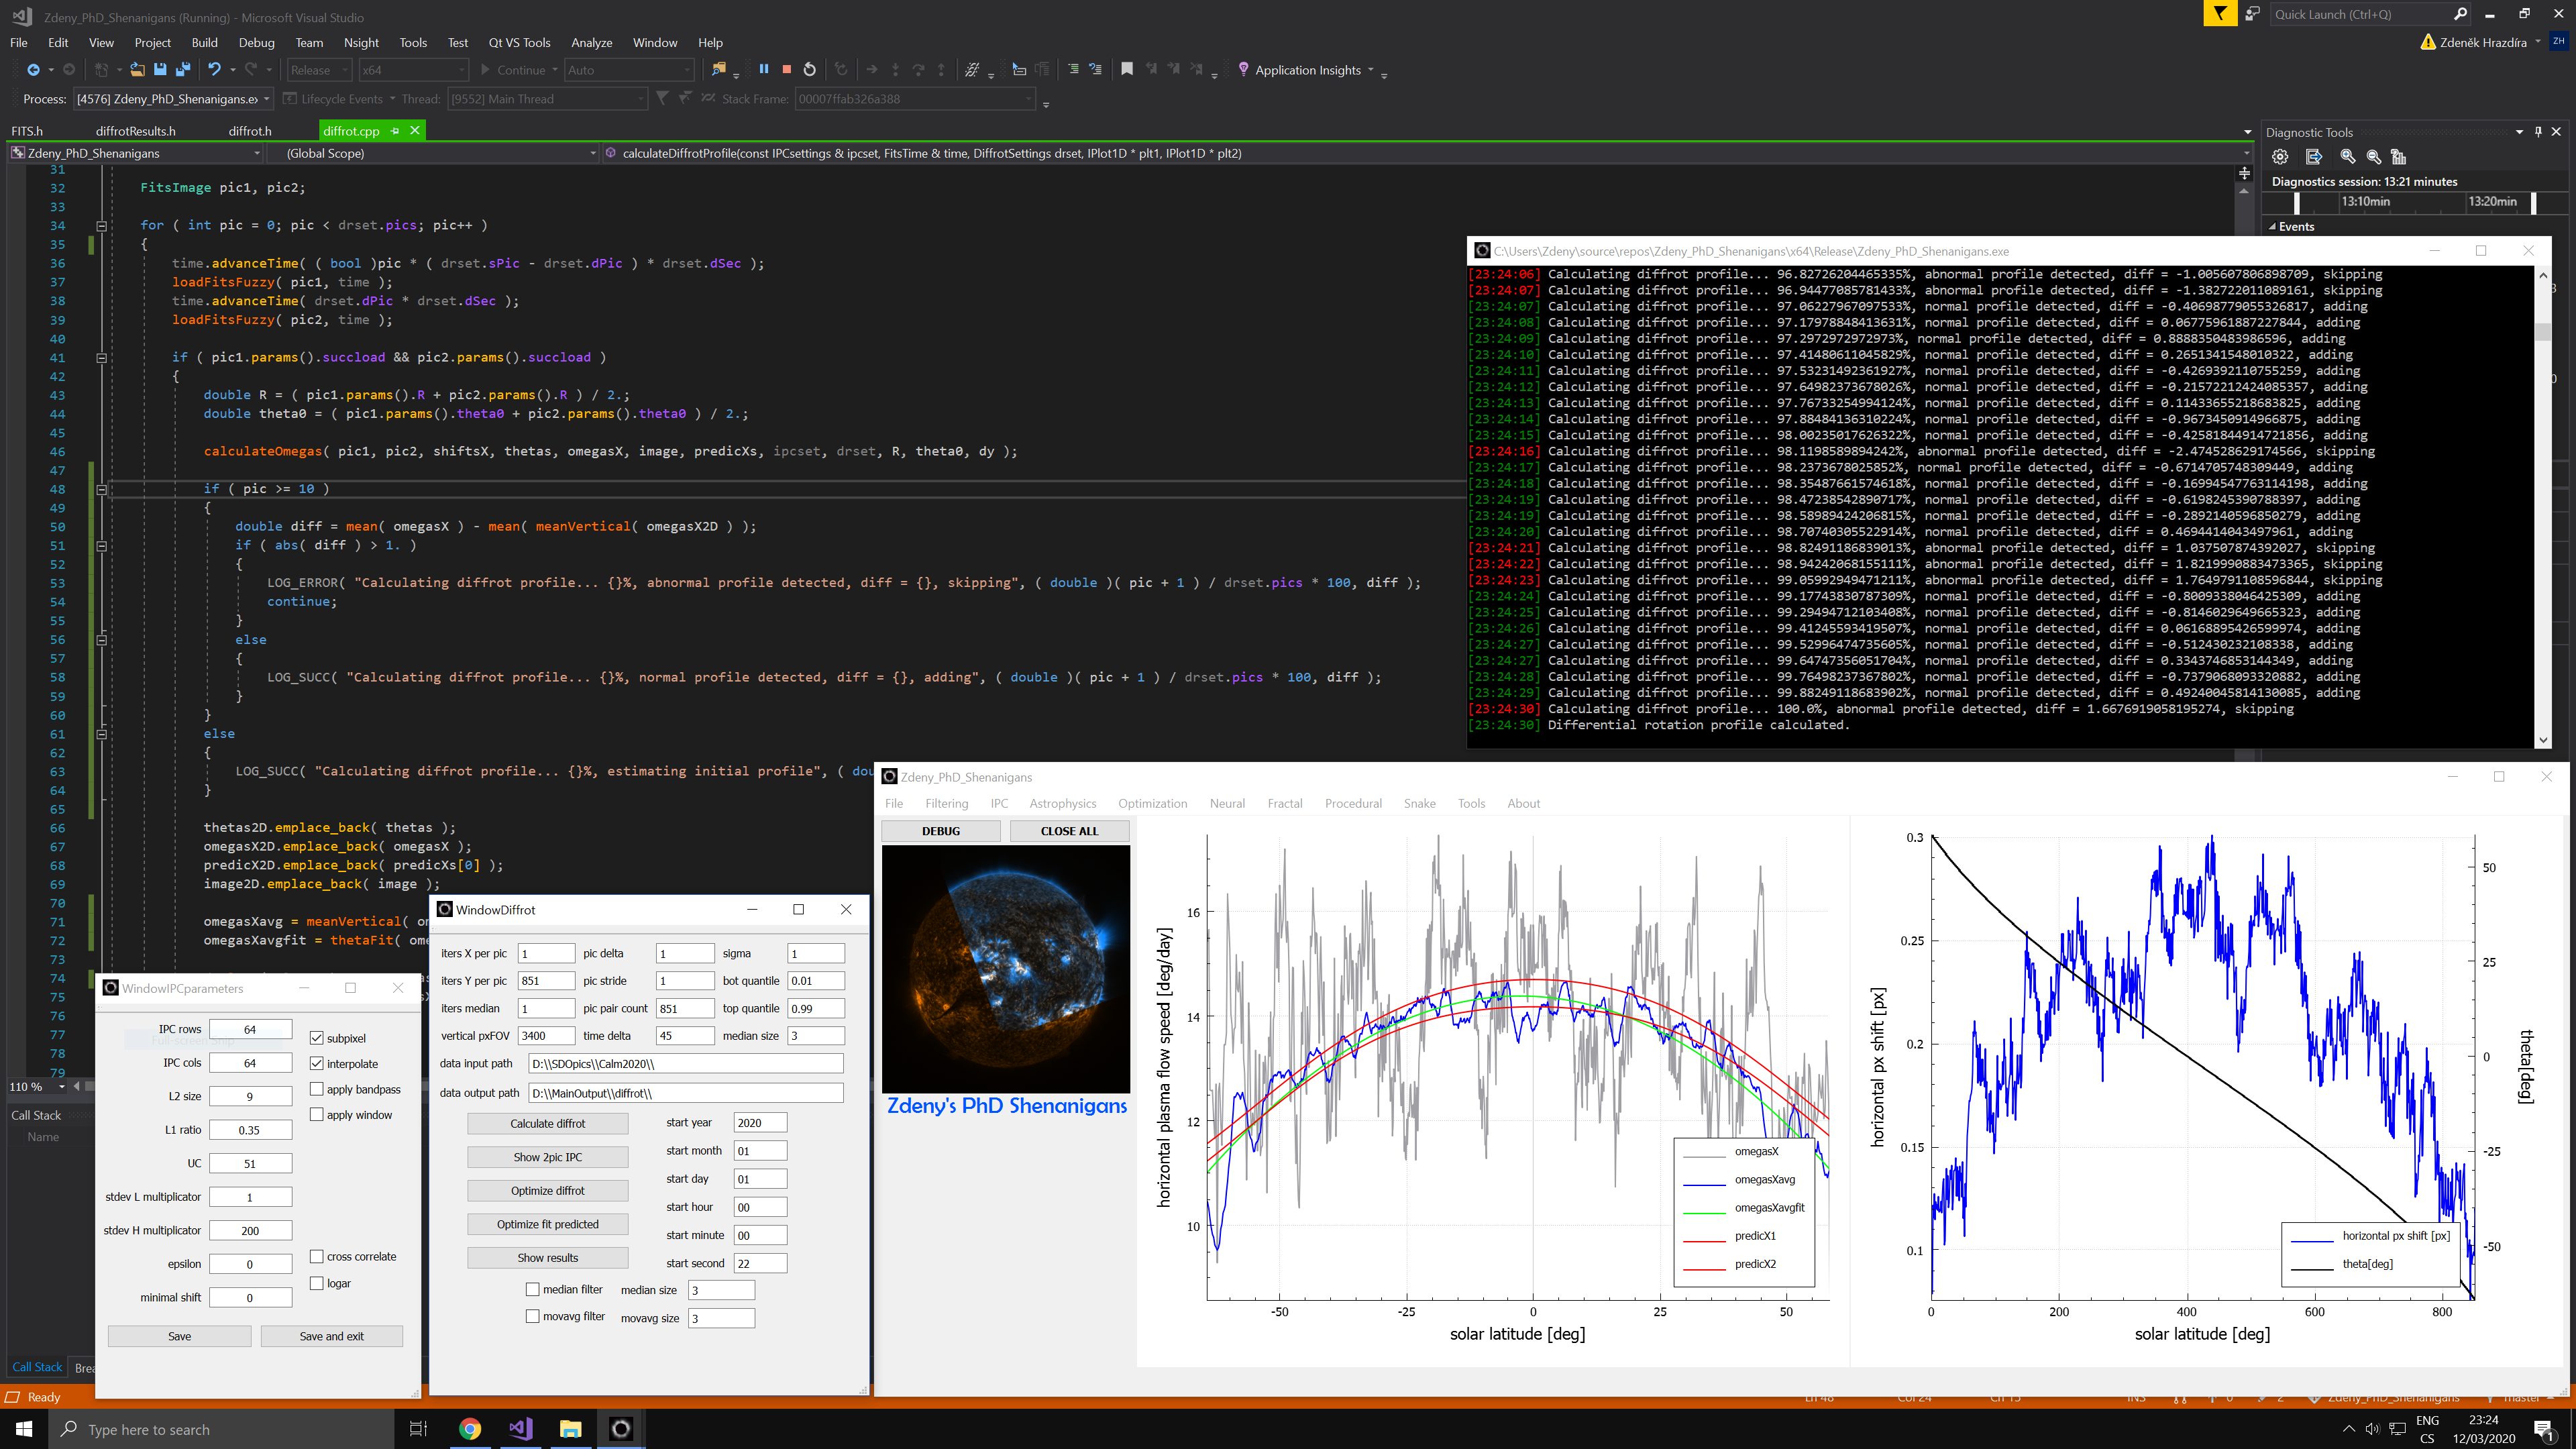 Zdeny_PhD_Shenanigans (Running) - Microsoft Visual Studio
Quick Launch (Ctrl+Q)
File Edit View Project Build Debug Team Nsight Tools Test Qt VS Tools Analyze Window Help
Zdeněk Hrazdíra ZH
Release x64 Continue Auto Application Insights
Process: [4576] Zdeny_PhD_Shenanigans.ex Lifecycle Events Thread: [9552] Main Thread Stack Frame: 00007ffab326a388
FITS.h diffrotResults.h diffrot.h diffrot.cpp
Zdeny_PhD_Shenanigans (Global Scope) calculateDiffrotProfile(const IPCsettings & ipcset, FitsTime & time, DiffrotSettings drset, IPlot1D * plt1, IPlot1D * plt2)
31
32 FitsImage pic1, pic2;
33
34 for ( int pic = 0; pic < drset.pics; pic++ )
35 {
36 time.advanceTime( ( bool )pic * ( drset.sPic - drset.dPic ) * drset.dSec );
37 loadFitsFuzzy( pic1, time );
38 time.advanceTime( drset.dPic * drset.dSec );
39 loadFitsFuzzy( pic2, time );
40
41 if ( pic1.params().succload && pic2.params().succload )
42 {
43 double R = ( pic1.params().R + pic2.params().R ) / 2.;
44 double theta0 = ( pic1.params().theta0 + pic2.params().theta0 ) / 2.;
45
46 calculateOmegas( pic1, pic2, shiftsX, thetas, omegasX, image, predicXs, ipcset, drset, R, theta0, dy );
47
48 if ( pic >= 10 )
49 {
50 double diff = mean( omegasX ) - mean( meanVertical( omegasX2D ) );
51 if ( abs( diff ) > 1. )
52 {
53 LOG_ERROR( "Calculating diffrot profile... {}%, abnormal profile detected, diff = {}, skipping", ( double )( pic + 1 ) / drset.pics * 100, diff );
54 continue;
55 }
56 else
57 {
58 LOG_SUCC( "Calculating diffrot profile... {}%, normal profile detected, diff = {}, adding", ( double )( pic + 1 ) / drset.pics * 100, diff );
59 }
60 }
61 else
62 {
63 LOG_SUCC( "Calculating diffrot profile... {}%, estimating initial profile", ( dou
64 }
65
66 thetas2D.emplace_back( thetas );
67 omegasX2D.emplace_back( omegasX );
68 predicX2D.emplace_back( predicXs[0] );
69 image2D.emplace_back( image );
70
71 omegasXavg = meanVertical( om
72 omegasXavgfit = thetaFit( ome
73
74
75
76
77
78
79
110 %
Call Stack
Name
Call Stack Brea
Ready
Diagnostic Tools
Diagnostics session: 13:21 minutes
13:10min 13:20min
Events
C:\Users\Zdeny\source\repos\Zdeny_PhD_Shenanigans\x64\Release\Zdeny_PhD_Shenanigans.exe
[23:24:06] Calculating diffrot profile... 96.82726204465335%, abnormal profile detected, diff = -1.005607806898709, skipping
[23:24:07] Calculating diffrot profile... 96.94477085781433%, abnormal profile detected, diff = -1.382722011089161, skipping
[23:24:07] Calculating diffrot profile... 97.062279670975 33%, normal profile detected, diff = -0.40698779055326817, adding
[23:24:08] Calculating diffrot profile... 97.17978848413631%, normal profile detected, diff = 0.06775961887227844, adding
[23:24:09] Calculating diffrot profile... 97.2972972972973%, normal profile detected, diff = 0.8888350483986596, adding
[23:24:10] Calculating diffrot profile... 97.41480611045829%, normal profile detected, diff = 0.2651341548010322, adding
[23:24:11] Calculating diffrot profile... 97.53231492361927%, normal profile detected, diff = -0.4269392110755259, adding
[23:24:12] Calculating diffrot profile... 97.64982373678026%, normal profile detected, diff = -0.21572212424085357, adding
[23:24:13] Calculating diffrot profile... 97.76733254994124%, normal profile detected, diff = 0.11433655218683825, adding
[23:24:14] Calculating diffrot profile... 97.8848413631 0224%, normal profile detected, diff = -0.9673450914966875, adding
[23:24:15] Calculating diffrot profile... 98.00235017626322%, normal profile detected, diff = -0.42581844914721856, adding
[23:24:16] Calculating diffrot profile... 98.1198589894242%, abnormal profile detected, diff = -2.474528629174566, skipping
[23:24:17] Calculating diffrot profile... 98.2373678025852%, normal profile detected, diff = -0.6714705748309449, adding
[23:24:18] Calculating diffrot profile... 98.35487661574618%, normal profile detected, diff = -0.16994547763114198, adding
[23:24:19] Calculating diffrot profile... 98.47238542890717%, normal profile detected, diff = -0.6198245390788397, adding
[23:24:19] Calculating diffrot profile... 98.58989424206815%, normal profile detected, diff = -0.2892140596850279, adding
[23:24:20] Calculating diffrot profile... 98.70740305522914%, normal profile detected, diff = 0.4694414043497961, adding
[23:24:21] Calculating diffrot profile... 98.82491186839013%, abnormal profile detected, diff = 1.037507874392027, skipping
[23:24:22] Calculating diffrot profile... 98.94242068155111%, abnormal profile detected, diff = 1.8219990883473365, skipping
[23:24:23] Calculating diffrot profile... 99.05992949471211%, abnormal profile detected, diff = 1.7649791108596844, skipping
[23:24:24] Calculating diffrot profile... 99.17743830787309%, normal profile detected, diff = -0.8009338046425309, adding
[23:24:25] Calculating diffrot profile... 99.29494712103408%, normal profile detected, diff = -0.8146029649665323, adding
[23:24:26] Calculating diffrot profile... 99.41245593419507%, normal profile detected, diff = 0.06168895426599974, adding
[23:24:27] Calculating diffrot profile... 99.52996474735605%, normal profile detected, diff = -0.512430232108338, adding
[23:24:27] Calculating diffrot profile... 99.64747356051704%, normal profile detected, diff = 0.3343746853144349, adding
[23:24:28] Calculating diffrot profile... 99.76498237367802%, normal profile detected, diff = -0.7379068093320882, adding
[23:24:29] Calculating diffrot profile... 99.88249118683902%, normal profile detected, diff = 0.49240045814130085, adding
[23:24:30] Calculating diffrot profile... 100.0%, abnormal profile detected, diff = 1.6676919058195274, skipping
[23:24:30] Differential rotation profile calculated.
WindowIPCparameters
IPC rows 64
IPC cols 64
L2 size 9
L1 ratio 0.35
UC 51
stdev L multiplicator 1
stdev H multiplicator 200
epsilon 0
minimal shift 0
subpixel
interpolate
apply bandpass
apply window
cross correlate
logar
Save Save and exit
WindowDiffrot
iters X per pic 1 pic delta 1 sigma 1
iters Y per pic 851 pic stride 1 bot quantile 0.01
iters median 1 pic pair count 851 top quantile 0.99
vertical pxFOV 3400 time delta 45 median size 3
data input path D:\\SDOpics\\Calm2020\\
data output path D:\\MainOutput\\diffrot\\
Calculate diffrot start year 2020
Show 2pic IPC start month 01
Optimize diffrot start day 01
start hour 00
Optimize fit predicted start minute 00
Show results start second 22
median filter median size 3
movavg filter movavg size 3
Zdeny_PhD_Shenanigans
File Filtering IPC Astrophysics Optimization Neural Fractal Procedural Snake Tools About
DEBUG CLOSE ALL
Zdeny's PhD Shenanigans
horizontal plasma flow speed [deg/day]
16
14
12
10
-50 -25 0 25 50
solar latitude [deg]
omegasX
omegasXavg
omegasXavgfit
predicX1
predicX2
horizontal px shift [px]
0.3
0.25
0.2
0.15
0.1
0 200 400 600 800
solar latitude [deg]
50
25
0
-25
-50
theta[deg]
horizontal px shift [px]
theta[deg]
Type here to search
ENG
CS
23:24
12/03/2020
1